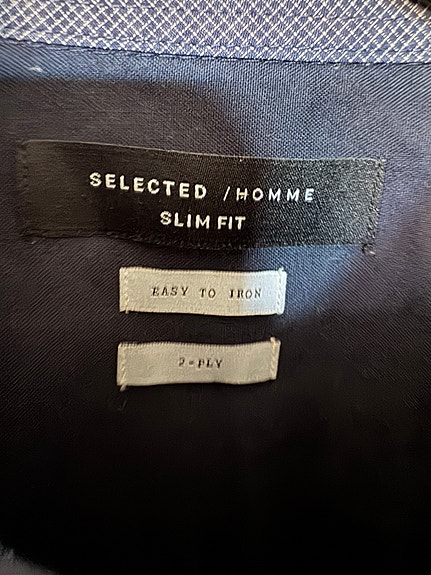 SELECTED /HOMME
SLIM FIT
EASY TO IRON
2-PLY